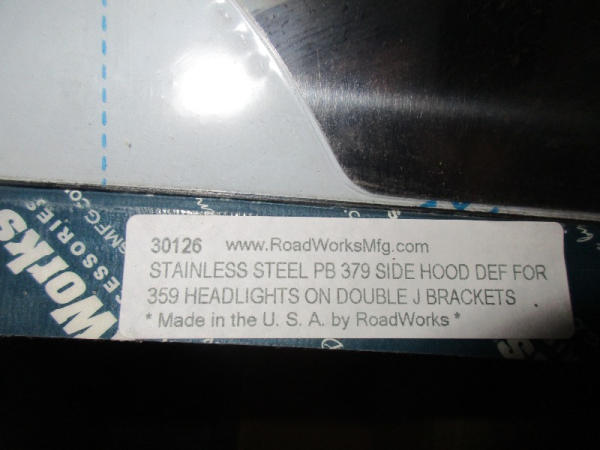 30126 www.RoadWorksMfg.com
STAINLESS STEEL PB 379 SIDE HOOD DEF FOR
359 HEADLIGHTS ON DOUBLE J BRACKETS
* Made in the U. S. A. by RoadWorks *
Works